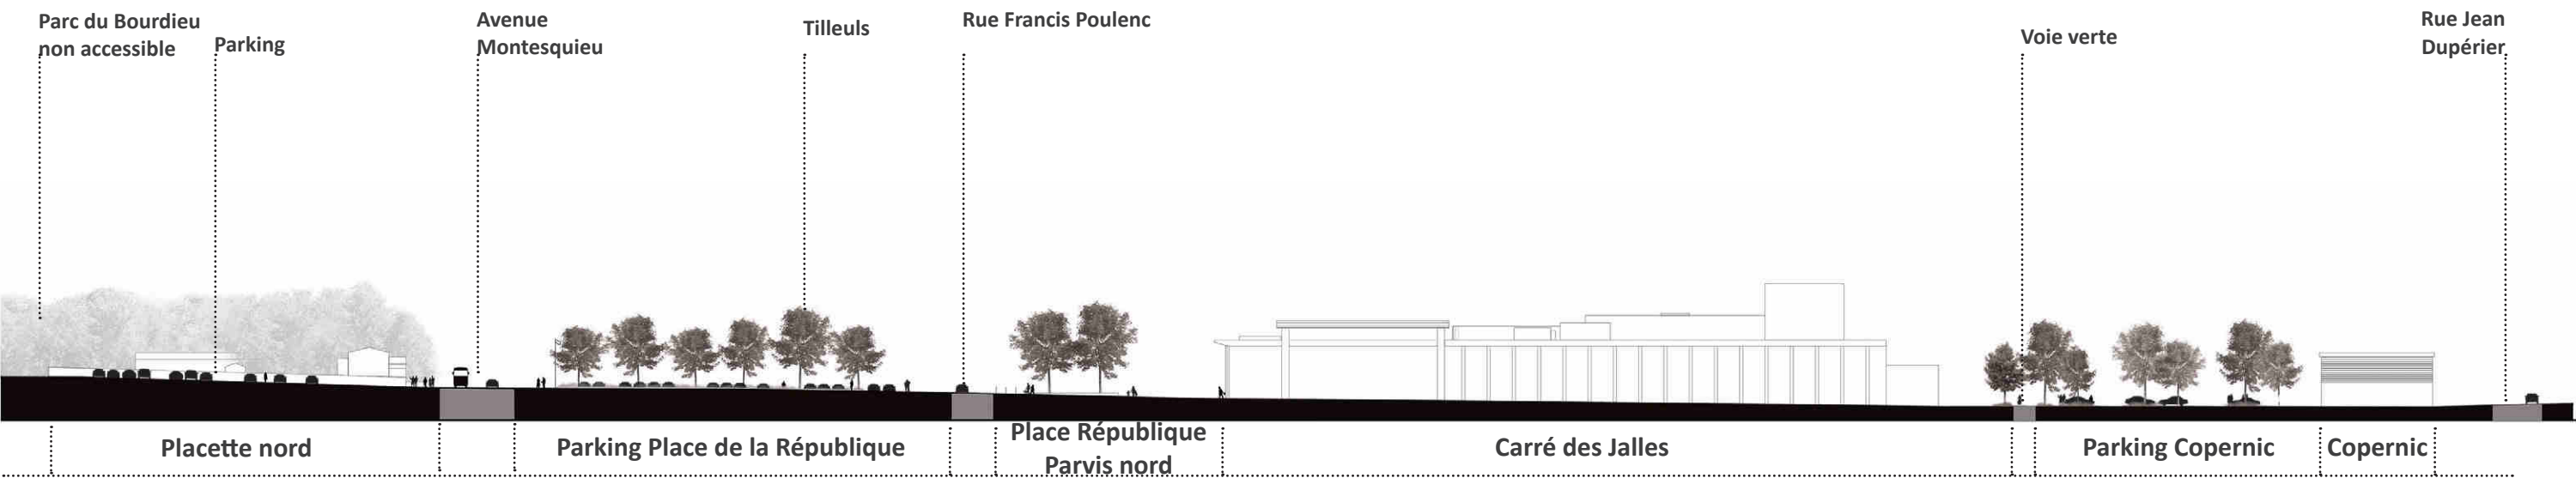 Parc du Bourdieu
non accessible
Parking
Avenue
Montesquieu
Tilleuls
Rue Francis Poulenc
Voie verte
Rue Jean
Dupérier
Placette nord
Parking Place de la République
Place République
Parvis nord
Carré des Jalles
Parking Copernic
Copernic